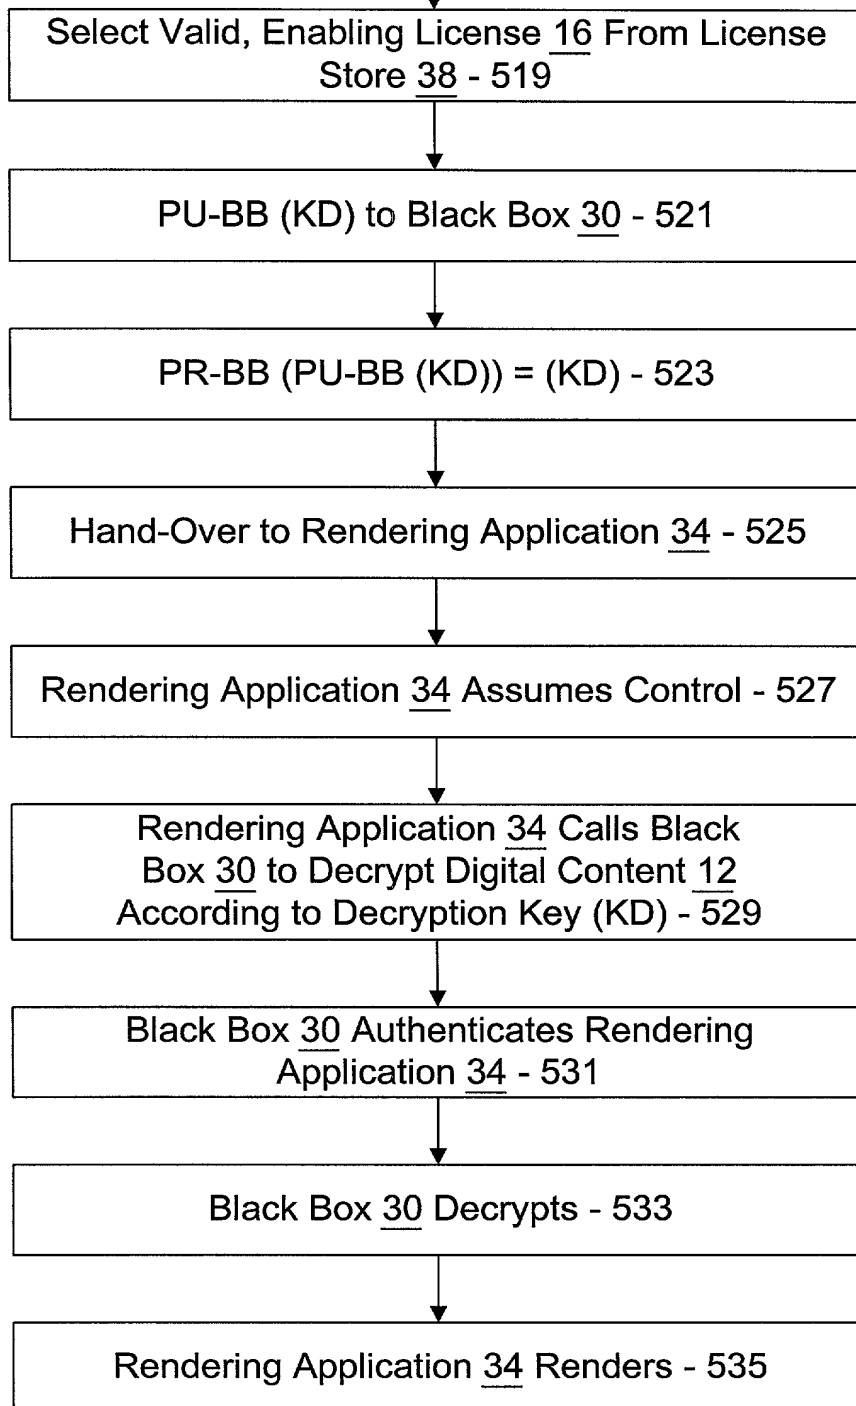 Select Valid, Enabling License 16 From License
Store 38 - 519
PU-BB (KD) to Black Box 30 - 521
PR-BB (PU-BB (KD)) = (KD) - 523
Hand-Over to Rendering Application 34 - 525
Rendering Application 34 Assumes Control - 527
Rendering Application 34 Calls Black
Box 30 to Decrypt Digital Content 12
According to Decryption Key (KD) - 529
Black Box 30 Authenticates Rendering
Application 34 - 531
Black Box 30 Decrypts - 533
Rendering Application 34 Renders - 535